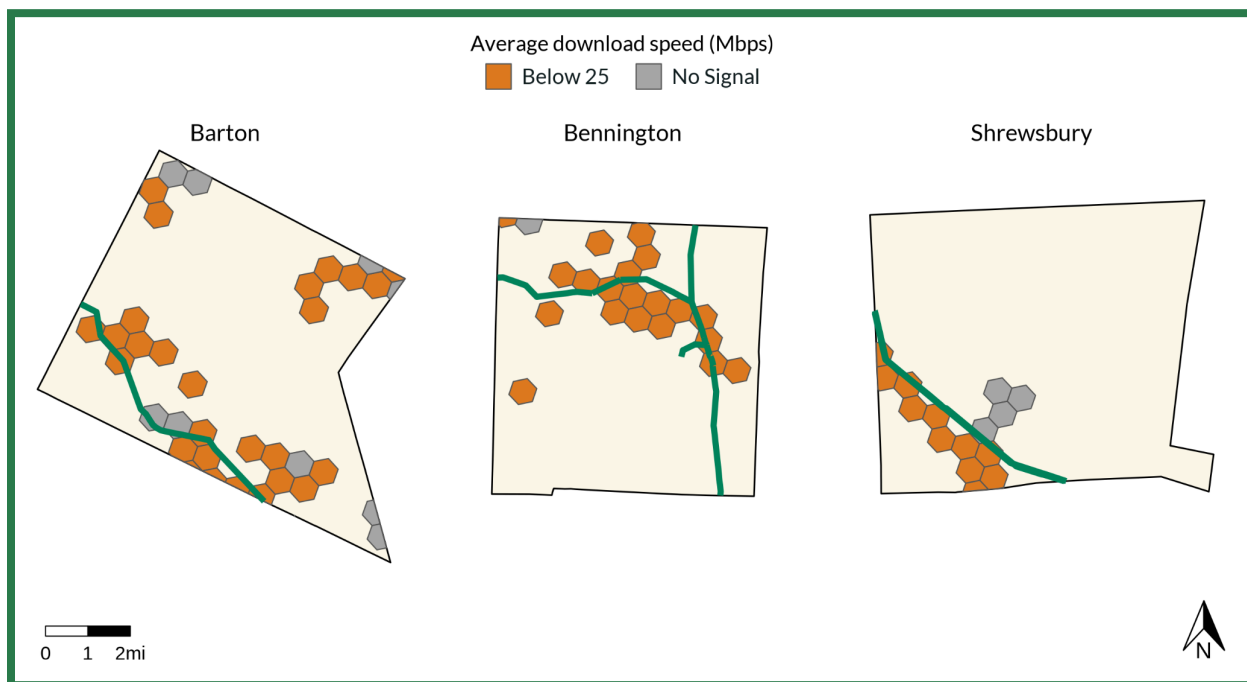 Average download speed (Mbps)
Below 25 No Signal
Barton Bennington Shrewsbury
0 1 2mi
N